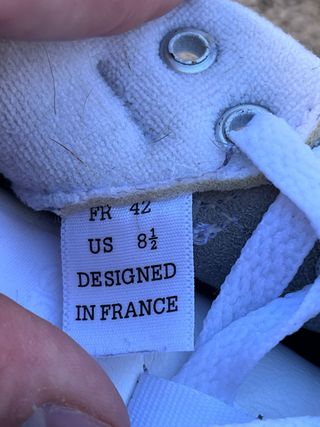 FR 42
US 8½
DESIGNED
IN FRANCE